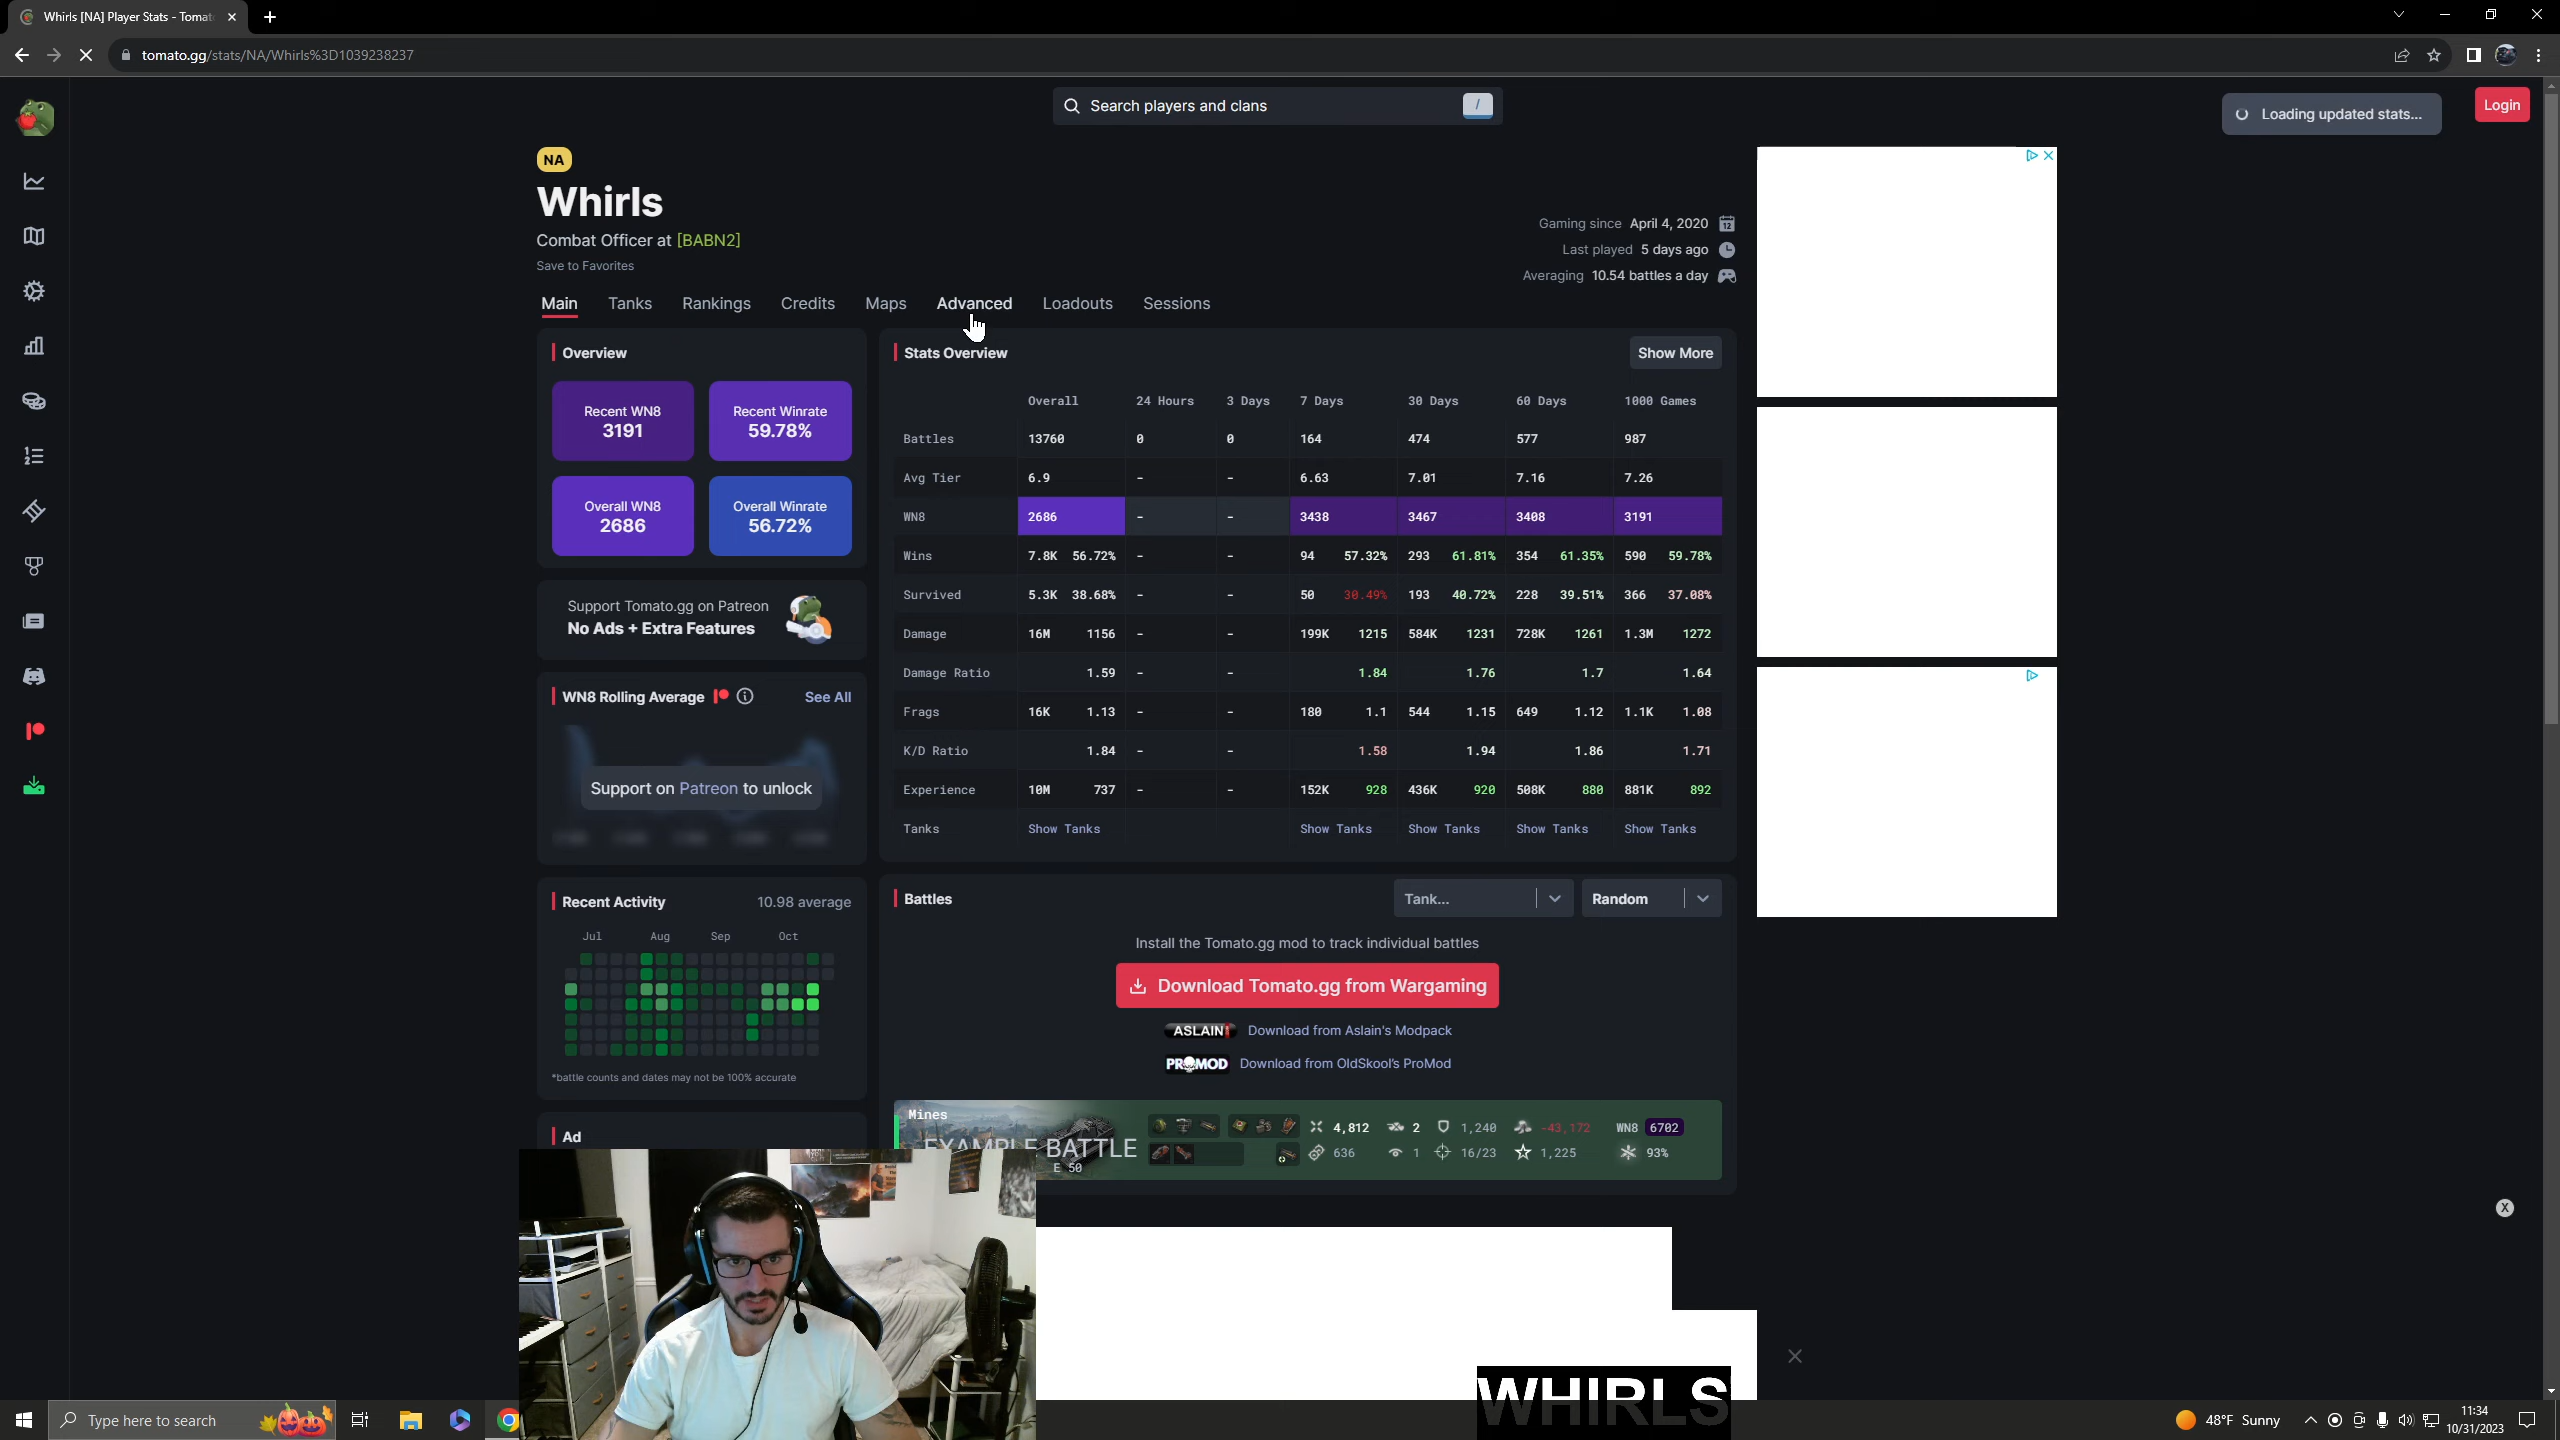 Whirls [NA] Player Stats - Tomat
tomato.gg/stats/NA/Whirls%3D1039238237
Search players and clans
/
Loading updated stats...
Login
NA
Whirls
Combat Officer at [BABN2]
Save to Favorites
Gaming since April 4, 2020
Last played 5 days ago
Averaging 10.54 battles a day
Main Tanks Rankings Credits Maps Advanced Loadouts Sessions
Overview
Recent WN8
3191
Recent Winrate
59.78%
Overall WN8
2686
Overall Winrate
56.72%
Support Tomato.gg on Patreon
No Ads + Extra Features
WN8 Rolling Average
See All
Support on Patreon to unlock
Recent Activity
10.98 average
Jul Aug Sep Oct
*battle counts and dates may not be 100% accurate
Ad
Stats Overview
Show More
Overall 24 Hours 3 Days 7 Days 30 Days 60 Days 1000 Games
Battles 13760 0 0 164 474 577 987
Avg Tier 6.9 - - 6.63 7.01 7.16 7.26
WN8 2686 - - 3438 3467 3408 3191
Wins 7.8K 56.72% - - 94 57.32% 293 61.81% 354 61.35% 590 59.78%
Survived 5.3K 38.68% - - 50 30.49% 193 40.72% 228 39.51% 366 37.08%
Damage 16M 1156 - - 199K 1215 584K 1231 728K 1261 1.3M 1272
Damage Ratio 1.59 - - 1.84 1.76 1.7 1.64
Frags 16K 1.13 - - 180 1.1 544 1.15 649 1.12 1.1K 1.08
K/D Ratio 1.84 - - 1.58 1.94 1.86 1.71
Experience 10M 737 - - 152K 928 436K 920 508K 880 881K 892
Tanks Show Tanks Show Tanks Show Tanks Show Tanks Show Tanks
Battles
Tank...
Random
Install the Tomato.gg mod to track individual battles
Download Tomato.gg from Wargaming
ASLAIN Download from Aslain's Modpack
PROMOD Download from OldSkool's ProMod
Mines
EXAMPLE BATTLE
E 50
4,812 2 1,240 -43,172 WN8 6702
636 1 16/23 1,225 93%
WHIRLS
Type here to search
48°F Sunny
11:34
10/31/2023